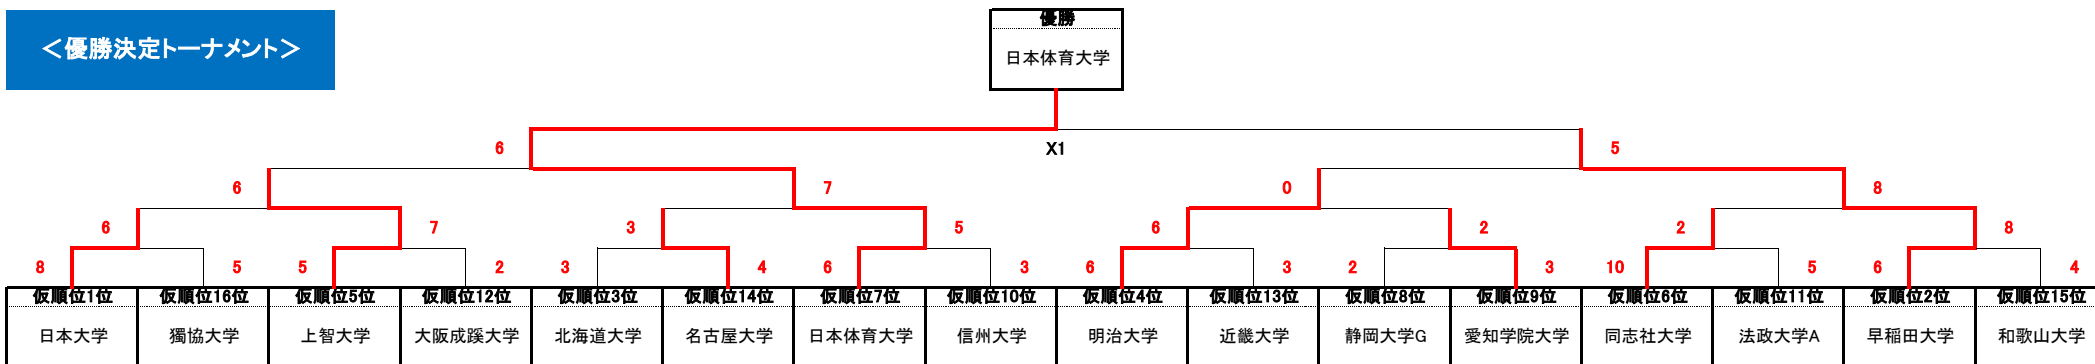 優勝
＜優勝決定トーナメント＞
日本体育大学
6 X1 5
6 7 0 8
6 7 3 5 6 2 2 8
8 5 5 2 3 4 6 3 6 3 2 3 10 5 6 4
仮順位1位 仮順位16位 仮順位5位 仮順位12位 仮順位3位 仮順位14位 仮順位7位 仮順位10位 仮順位4位 仮順位13位 仮順位8位 仮順位9位 仮順位6位 仮順位11位 仮順位2位 仮順位15位
日本大学 獨協大学 上智大学 大阪成蹊大学 北海道大学 名古屋大学 日本体育大学 信州大学 明治大学 近畿大学 静岡大学G 愛知学院大学 同志社大学 法政大学A 早稲田大学 和歌山大学